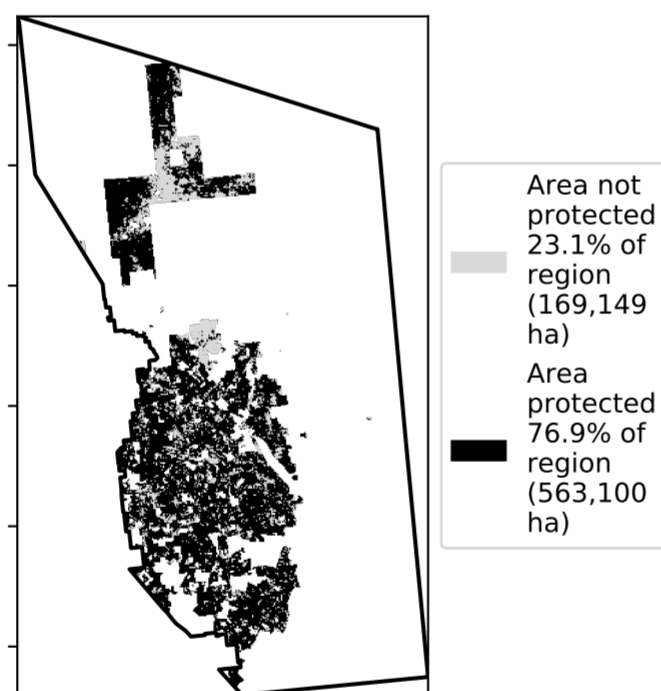 Area not
protected
23.1% of
region
(169,149
ha)
Area
protected
76.9% of
region
(563,100
ha)